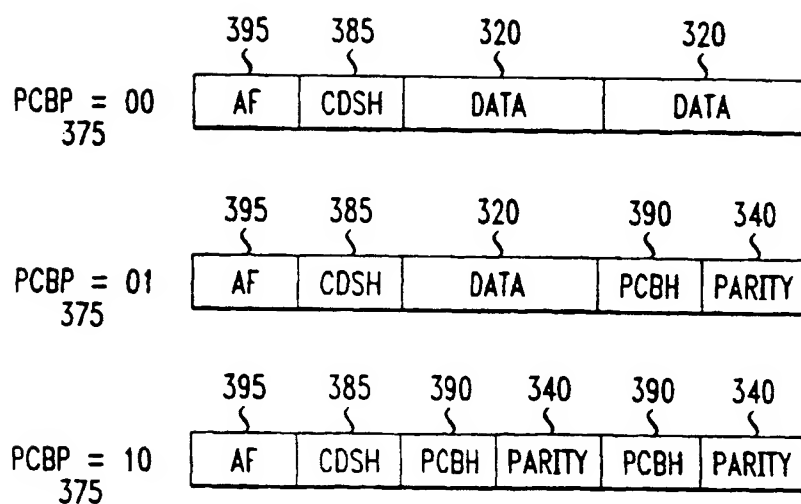 395 385 320 320
PCBP = 00 AF CDSH DATA DATA
375
395 385 320 390 340
PCBP = 01 AF CDSH DATA PCBH PARITY
375
395 385 390 340 390 340
PCBP = 10 AF CDSH PCBH PARITY PCBH PARITY
375